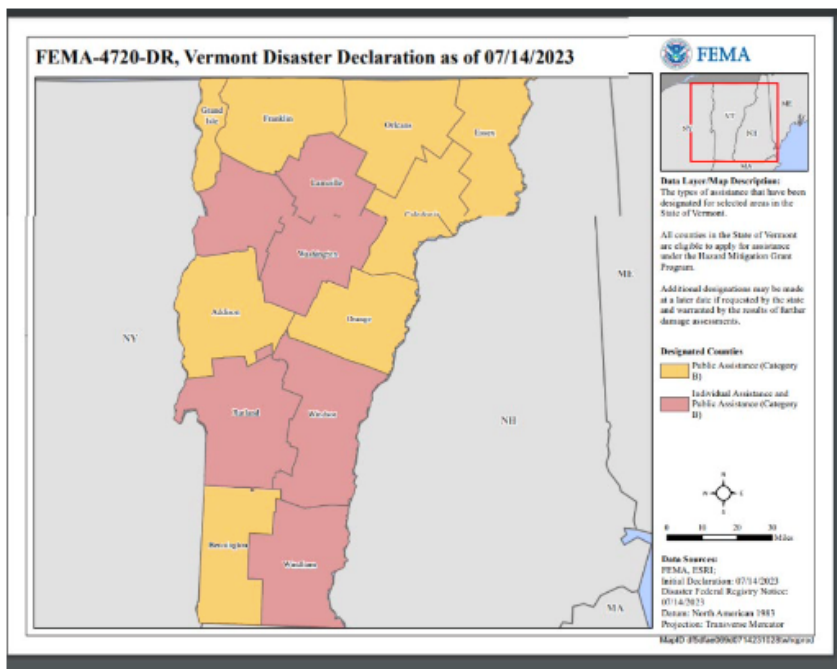 FEMA-4720-DR, Vermont Disaster Declaration as of 07/14/2023
FEMA
NY
VT
NH
ME
MA
Data Layer/Map Description:
The types of assistance that have been
designated for selected areas in the
State of Vermont.
All counties in the State of Vermont
are eligible to apply for assistance
under the Hazard Mitigation Grant
Program.
Additional designations may be made
at a later date if requested by the state
and warranted by the results of further
damage assessments.
Designated Counties
Public Assistance (Category
B)
Individual Assistance and
Public Assistance (Category
B)
N
W
E
S
0 10 20 30
Miles
Data Sources:
FEMA, ESRI;
Initial Declaration: 07/14/2023
Disaster Federal Registry Notice:
07/14/2023
Datum: North American 1983
Projection: Transverse Mercator
Grand
Isle
Franklin
Orleans
Essex
Lamoille
Caledonia
Washington
Addison
Orange
Rutland
Windsor
Bennington
Windham
NY
NH
ME
MA